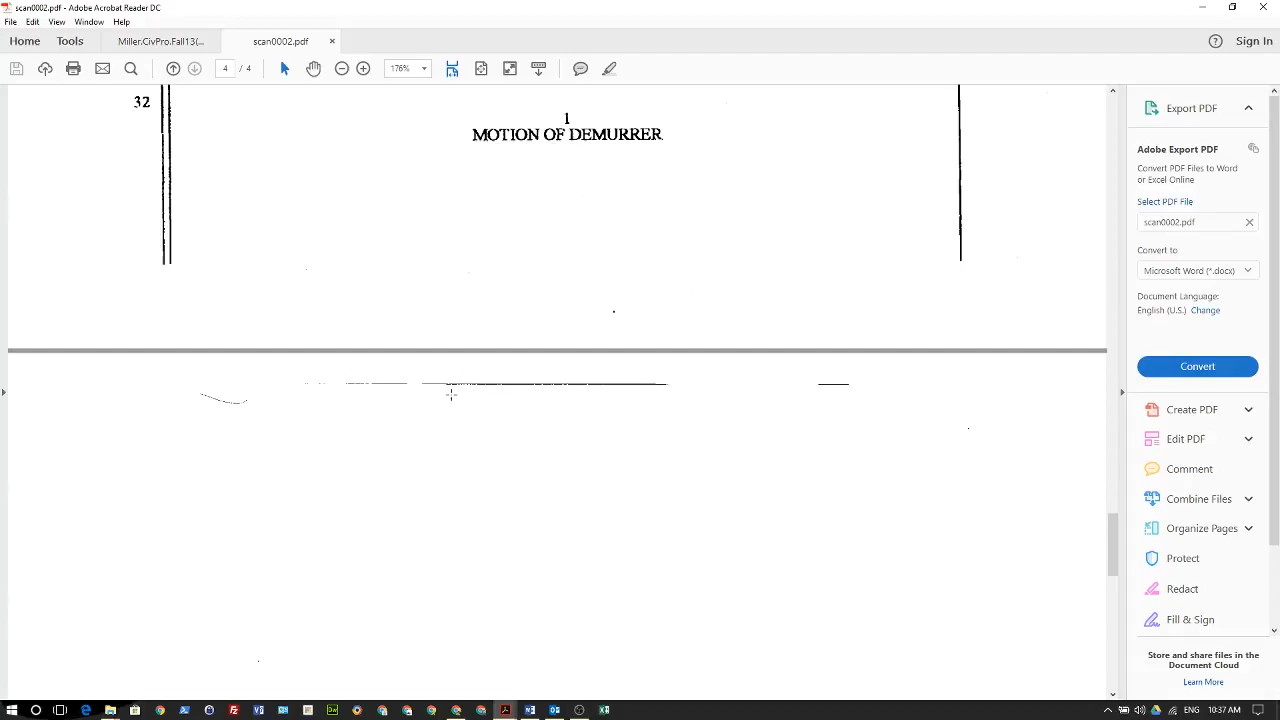 scan0002.pdf - Adobe Acrobat Reader DC
File Edit View Window Help
Home Tools Miller.CivPro.Fall13(... scan0002.pdf × Sign In
4 / 4 176%
32
1
MOTION OF DEMURRER
Export PDF
Adobe Export PDF
Convert PDF Files to Word
or Excel Online
Select PDF File
scan0002.pdf
Convert to
Microsoft Word (*.docx)
Document Language:
English (U.S.) Change
Convert
Create PDF
Edit PDF
Comment
Combine Files
Organize Pages
Protect
Redact
Fill & Sign
Store and share files in the
Document Cloud
Learn More
10:37 AM